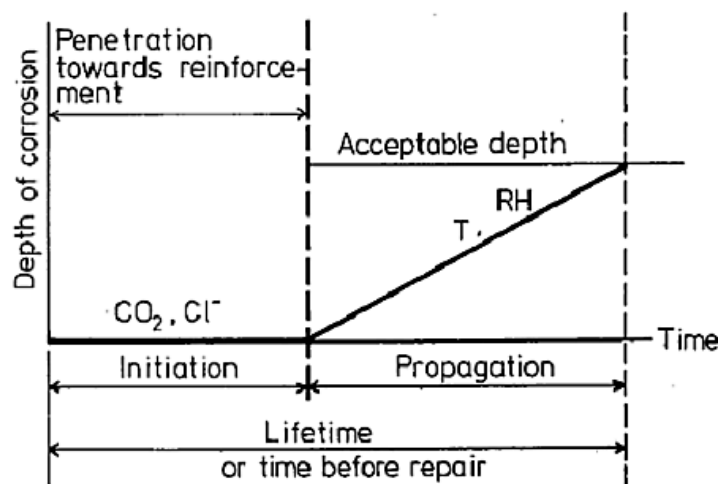 Penetration
towards reinforce-
ment
Depth of corrosion
Acceptable depth
RH
T.
CO₂, Cl⁻
Time
Initiation
Propagation
Lifetime
or time before repair